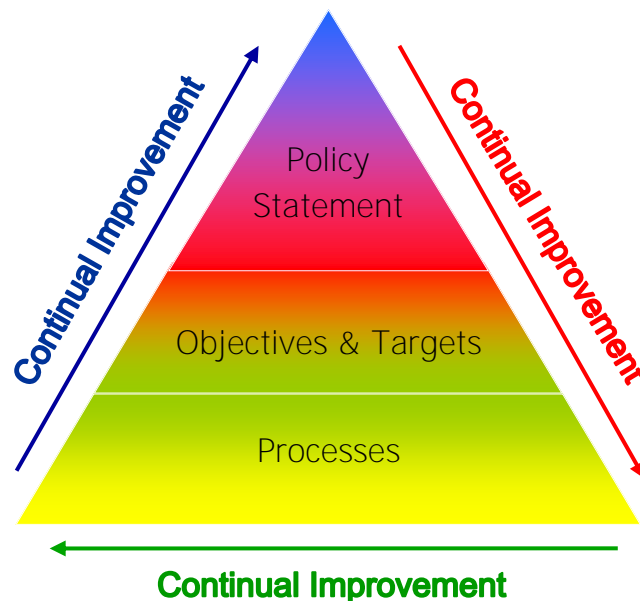 Continual Improvement
Continual Improvement
Policy
Statement
Objectives & Targets
Processes
Continual Improvement